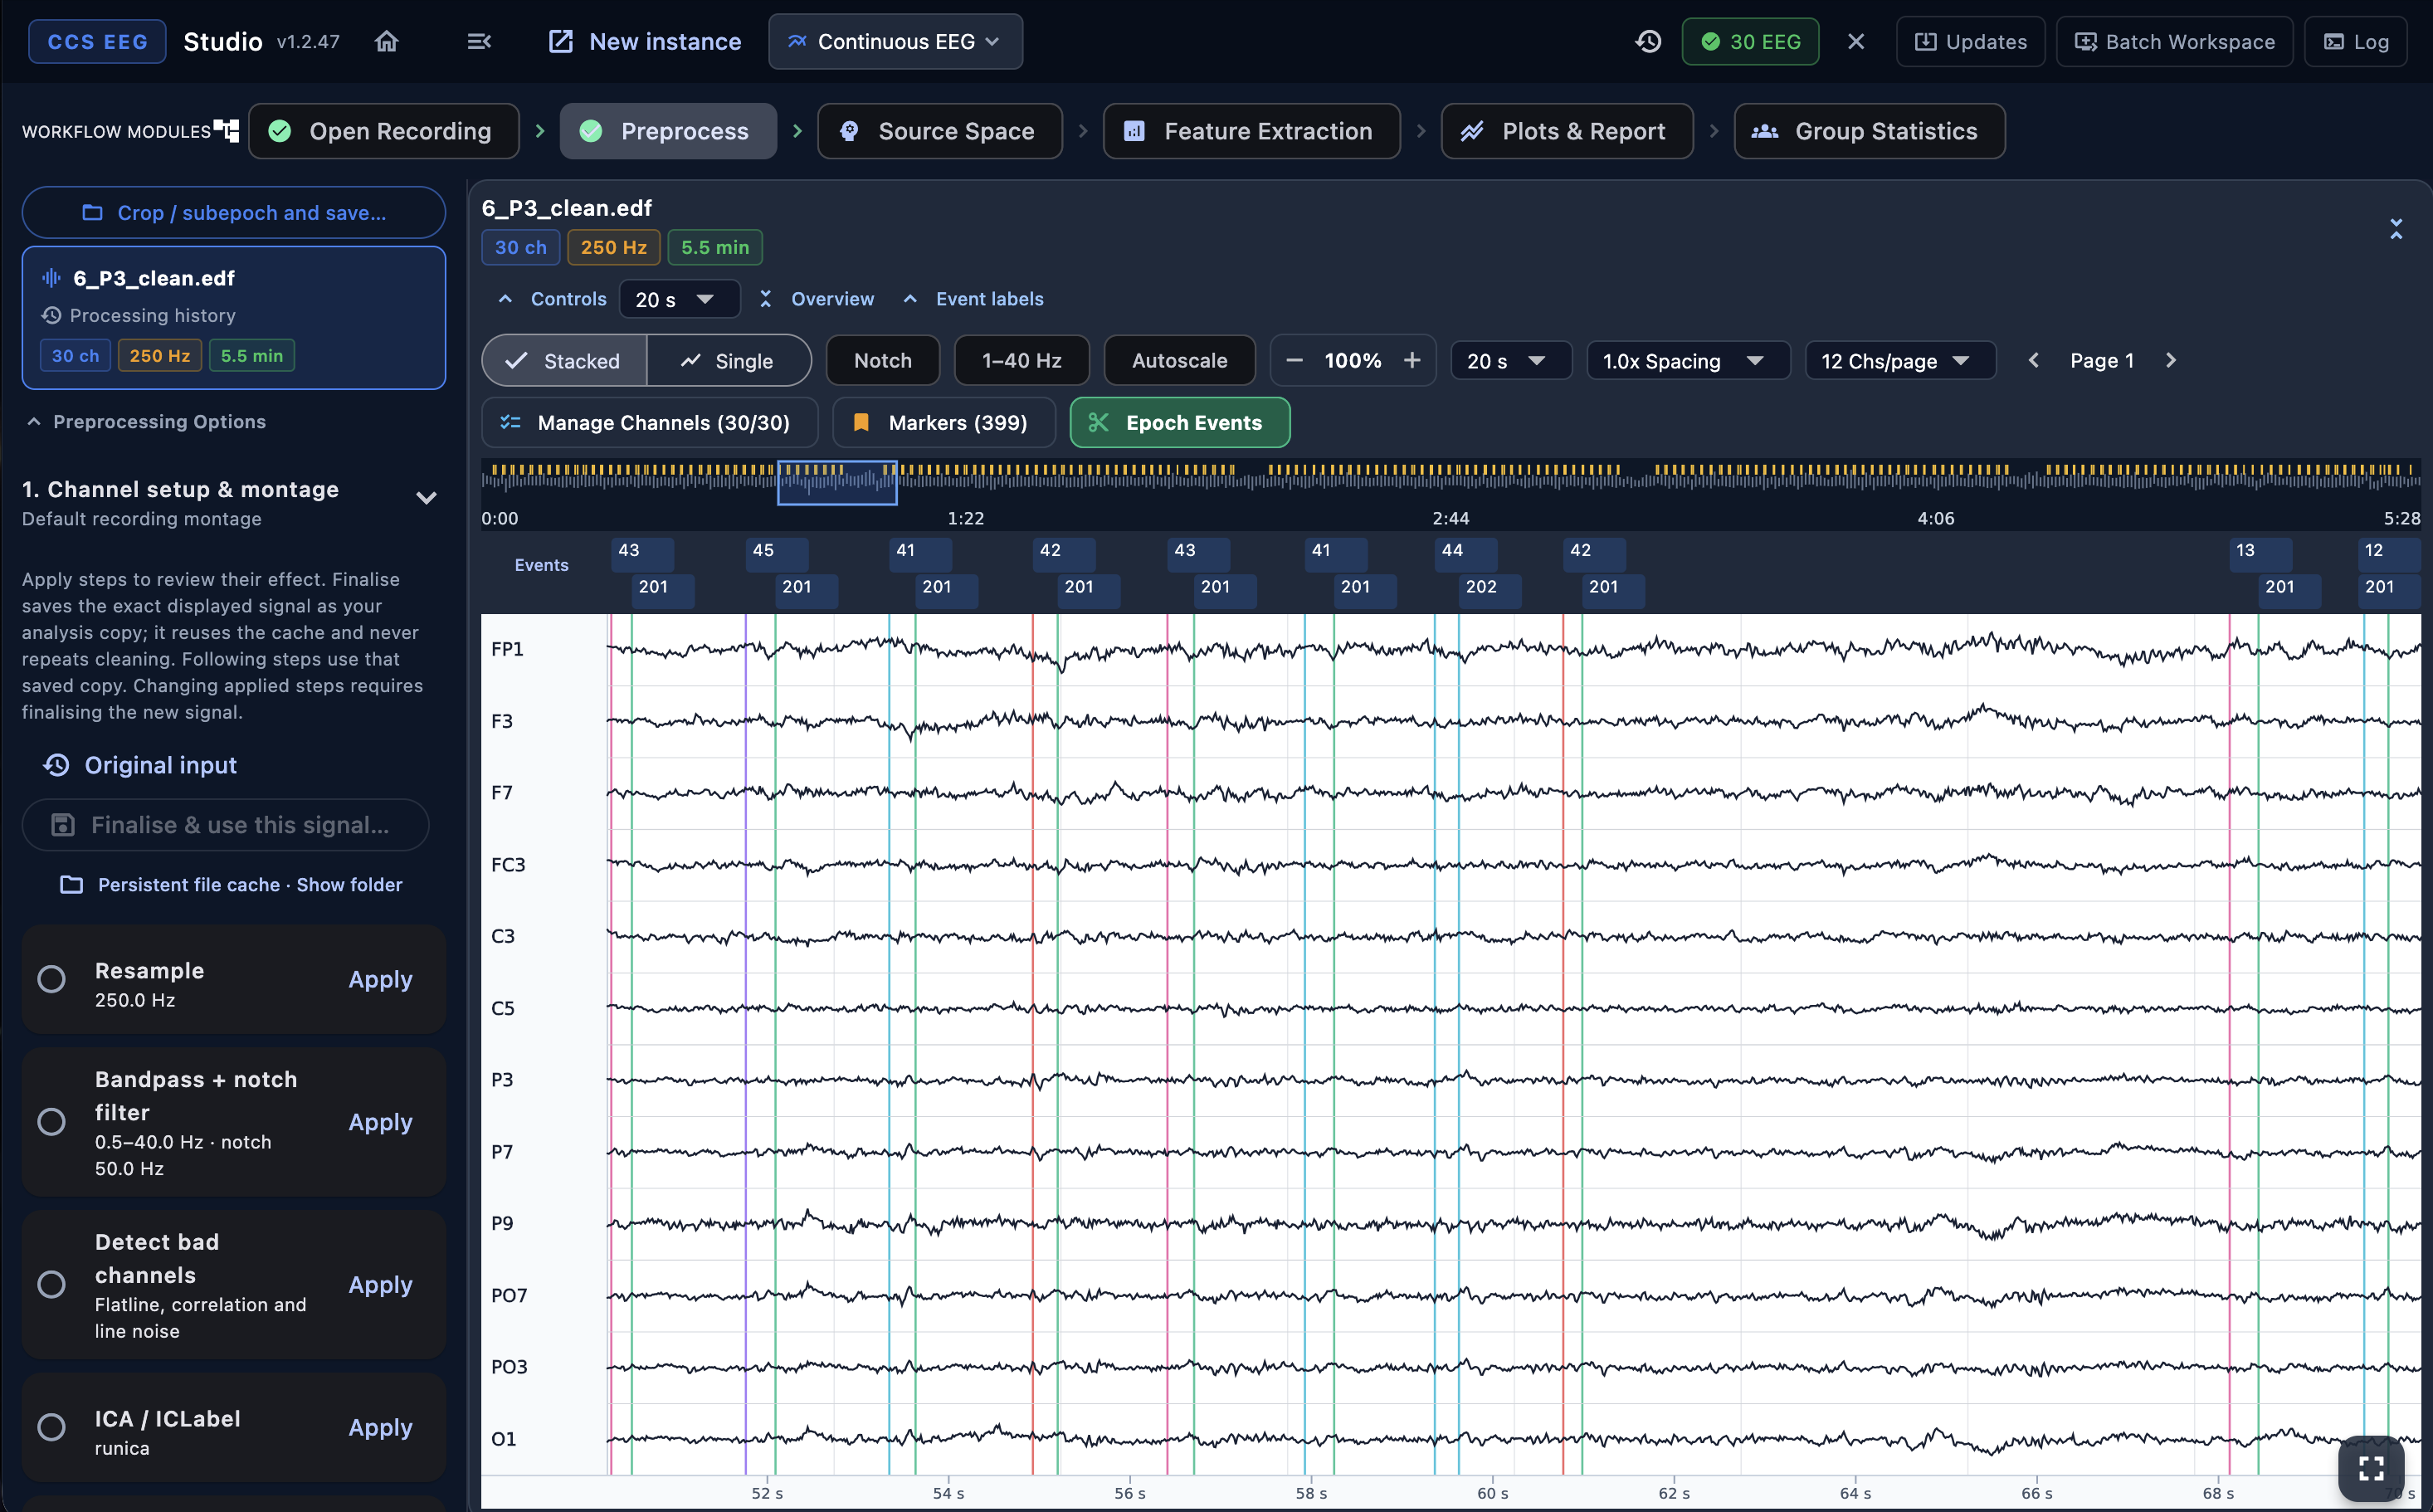 CCS EEG Studio v1.2.47 New instance Continuous EEG 30 EEG Updates Batch Workspace Log
WORKFLOW MODULES Open Recording Preprocess Source Space Feature Extraction Plots & Report Group Statistics
Crop / subepoch and save...
6_P3_clean.edf
Processing history
30 ch 250 Hz 5.5 min
Preprocessing Options
1. Channel setup & montage
Default recording montage
Apply steps to review their effect. Finalise
saves the exact displayed signal as your
analysis copy; it reuses the cache and never
repeats cleaning. Following steps use that
saved copy. Changing applied steps requires
finalising the new signal.
Original input
Finalise & use this signal...
Persistent file cache · Show folder
Resample
250.0 Hz
Apply
Bandpass + notch
filter
0.5–40.0 Hz · notch
50.0 Hz
Apply
Detect bad
channels
Flatline, correlation and
line noise
Apply
ICA / ICLabel
runica
Apply
6_P3_clean.edf
30 ch 250 Hz 5.5 min
Controls 20 s Overview Event labels
Stacked Single Notch 1–40 Hz Autoscale − 100% + 20 s 1.0x Spacing 12 Chs/page Page 1
Manage Channels (30/30) Markers (399) Epoch Events
0:00 1:22 2:44 4:06 5:28
Events
43 45 41 42 43 41 44 42 13 12
201 201 201 201 201 201 202 201 201 201
FP1
F3
F7
FC3
C3
C5
P3
P7
P9
PO7
PO3
O1
52 s 54 s 56 s 58 s 60 s 62 s 64 s 66 s 68 s 70 s